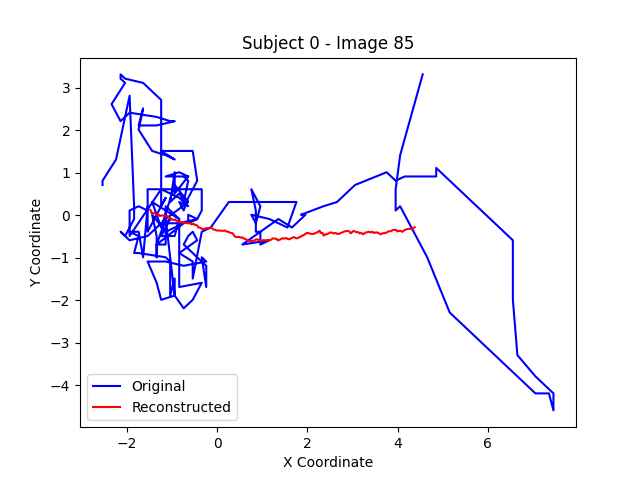 Subject 0 - Image 85
3
2
1
0
−1
−2
−3
−4
Y Coordinate
Original
Reconstructed
−2 0 2 4 6
X Coordinate